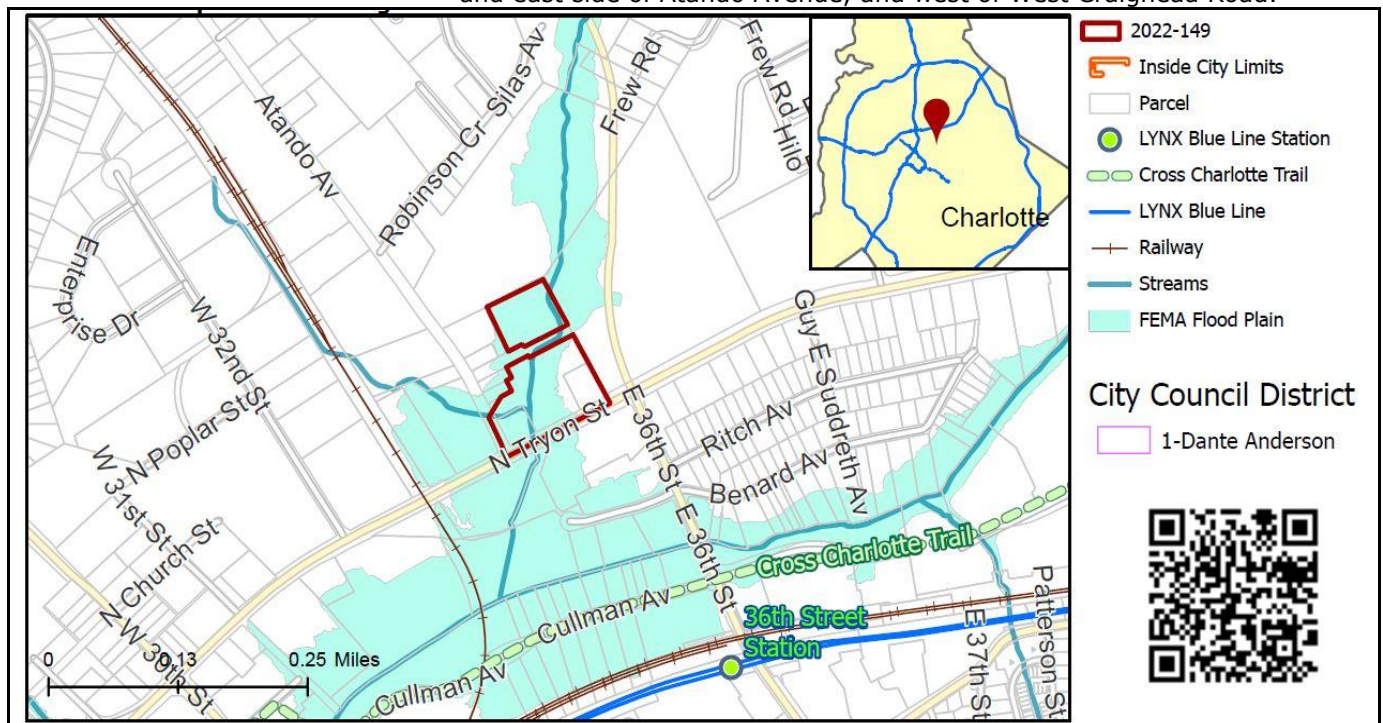 and east side of Atando Avenue, and west of West Craighead Road.
2022-149
Inside City Limits
Parcel
LYNX Blue Line Station
Cross Charlotte Trail
LYNX Blue Line
Railway
Streams
FEMA Flood Plain
City Council District
1-Dante Anderson
Charlotte
Atando Av
Robinson Cr
Silas Av
Frew Rd
Frew Rd
Hilo
Enterprise Dr
W 32nd St
N Poplar St
W 31st St
N Church St
N W 30th St
N Tryon St
E 36th St
E 36th St
Ritch Av
Benard Av
Guy E Suddreth Av
Cross Charlotte Trail
Cullman Av
Cullman Av
36th Street
Station
E 37th St
Patterson St
0 0.13 0.25 Miles